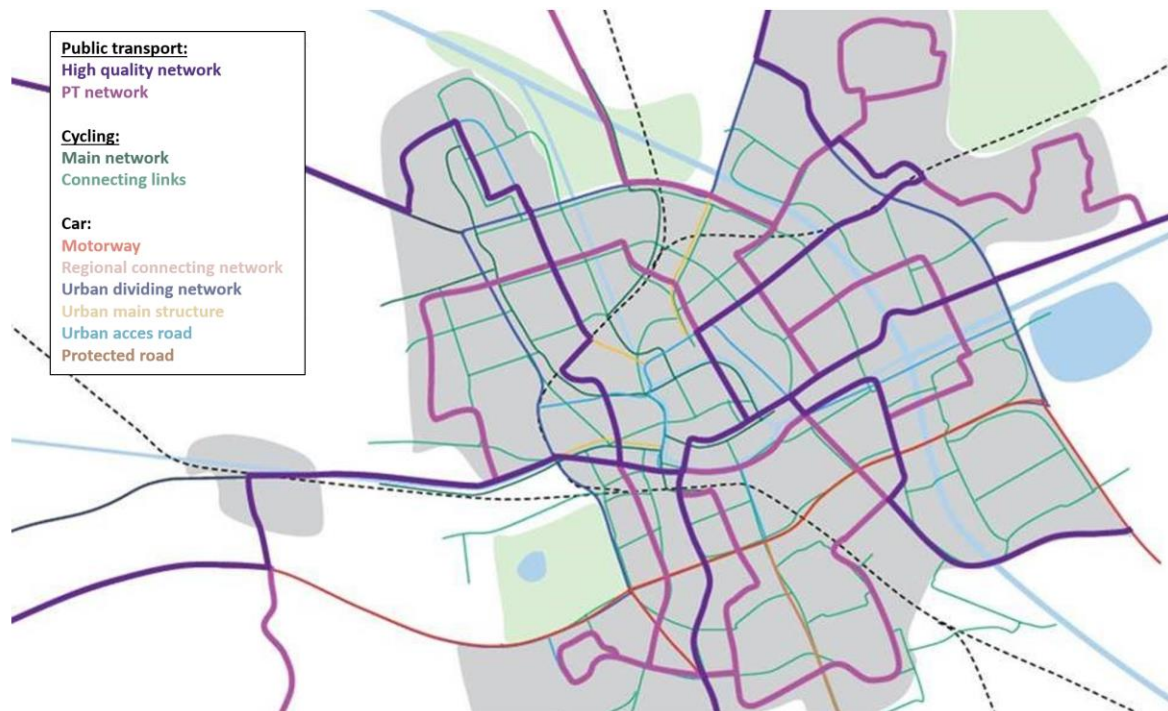 Public transport:
High quality network
PT network
Cycling:
Main network
Connecting links
Car:
Motorway
Regional connecting network
Urban dividing network
Urban main structure
Urban acces road
Protected road